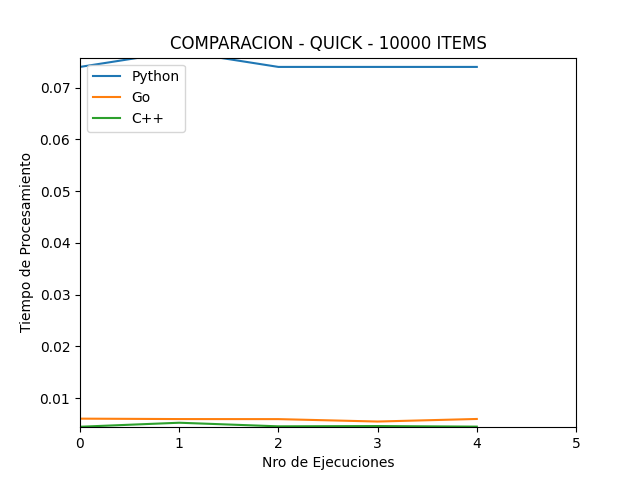 COMPARACION - QUICK - 10000 ITEMS
Python
Go
C++
Tiempo de Procesamiento
0.07
0.06
0.05
0.04
0.03
0.02
0.01
0 1 2 3 4 5
Nro de Ejecuciones